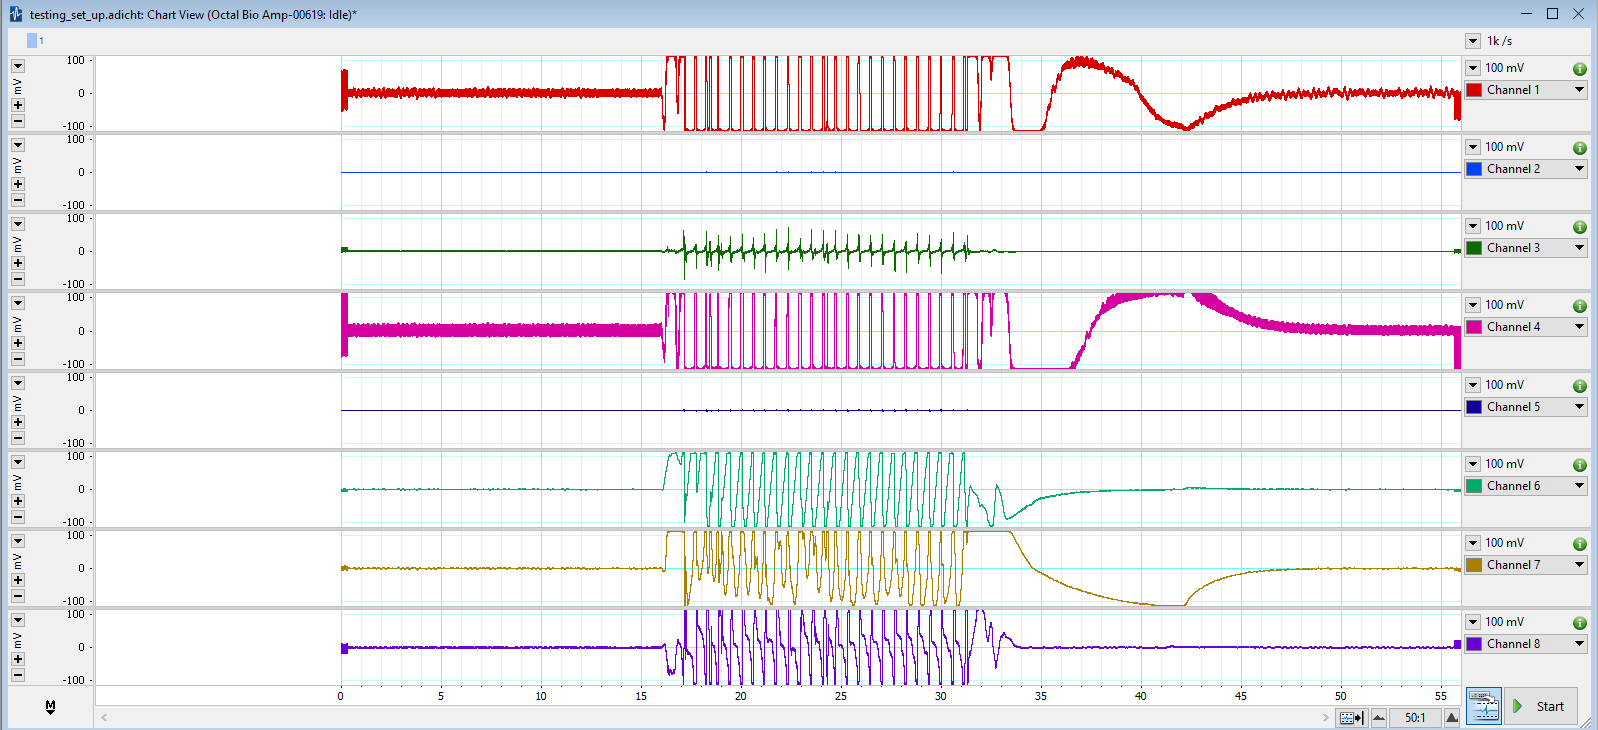 testing_set_up.adicht: Chart View (Octal Bio Amp-00619: Idle)*
1
1k /s
100
mV
0
-100
100 mV
Channel 1
100
mV
0
-100
100 mV
Channel 2
100
mV
0
-100
100 mV
Channel 3
100
mV
0
-100
100 mV
Channel 4
100
mV
0
-100
100 mV
Channel 5
100
mV
0
-100
100 mV
Channel 6
100
mV
0
-100
100 mV
Channel 7
100
mV
0
-100
100 mV
Channel 8
0 5 10 15 20 25 30 35 40 45 50 55
M
50:1
Start